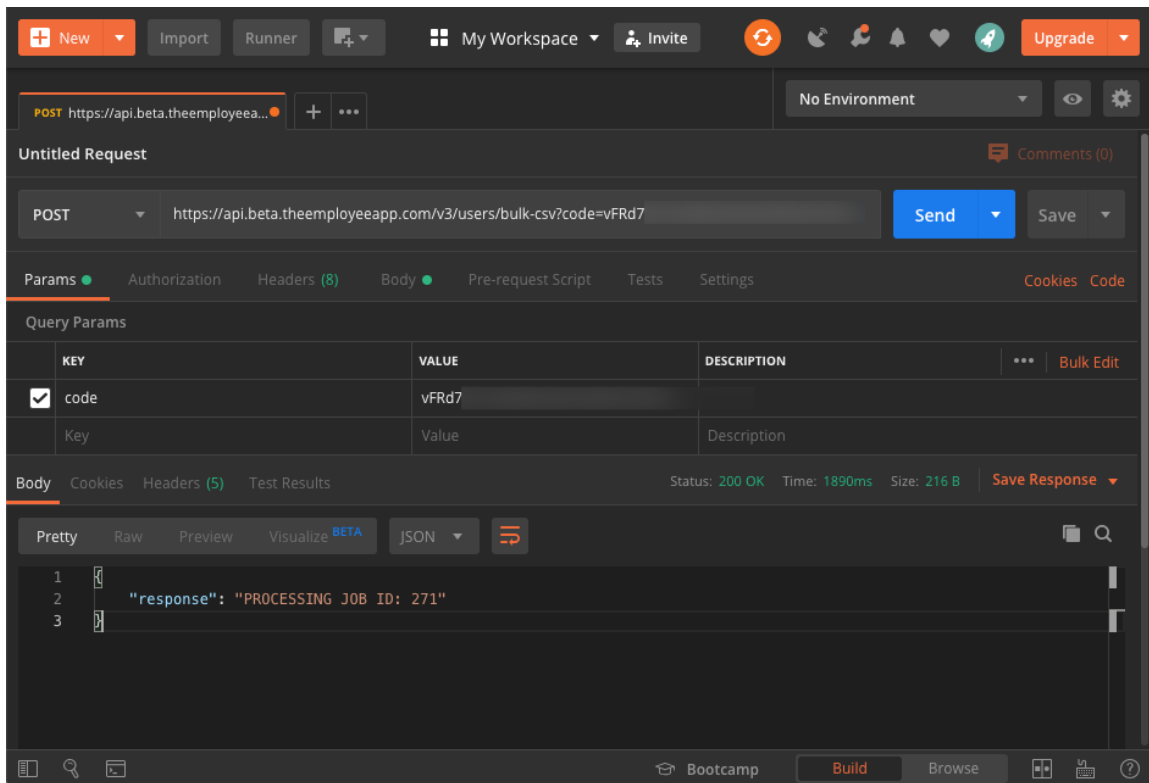 New Import Runner My Workspace Invite Upgrade
POST https://api.beta.theemployeea... + •••
No Environment
Untitled Request Comments (0)
POST https://api.beta.theemployeeapp.com/v3/users/bulk-csv?code=vFRd7 Send Save
Params Authorization Headers (8) Body Pre-request Script Tests Settings Cookies Code
Query Params
KEY VALUE DESCRIPTION ••• Bulk Edit
code vFRd7
Key Value Description
Body Cookies Headers (5) Test Results Status: 200 OK Time: 1890ms Size: 216 B Save Response
Pretty Raw Preview Visualize BETA JSON
1 {
2 "response": "PROCESSING JOB ID: 271"
3 }
Bootcamp Build Browse